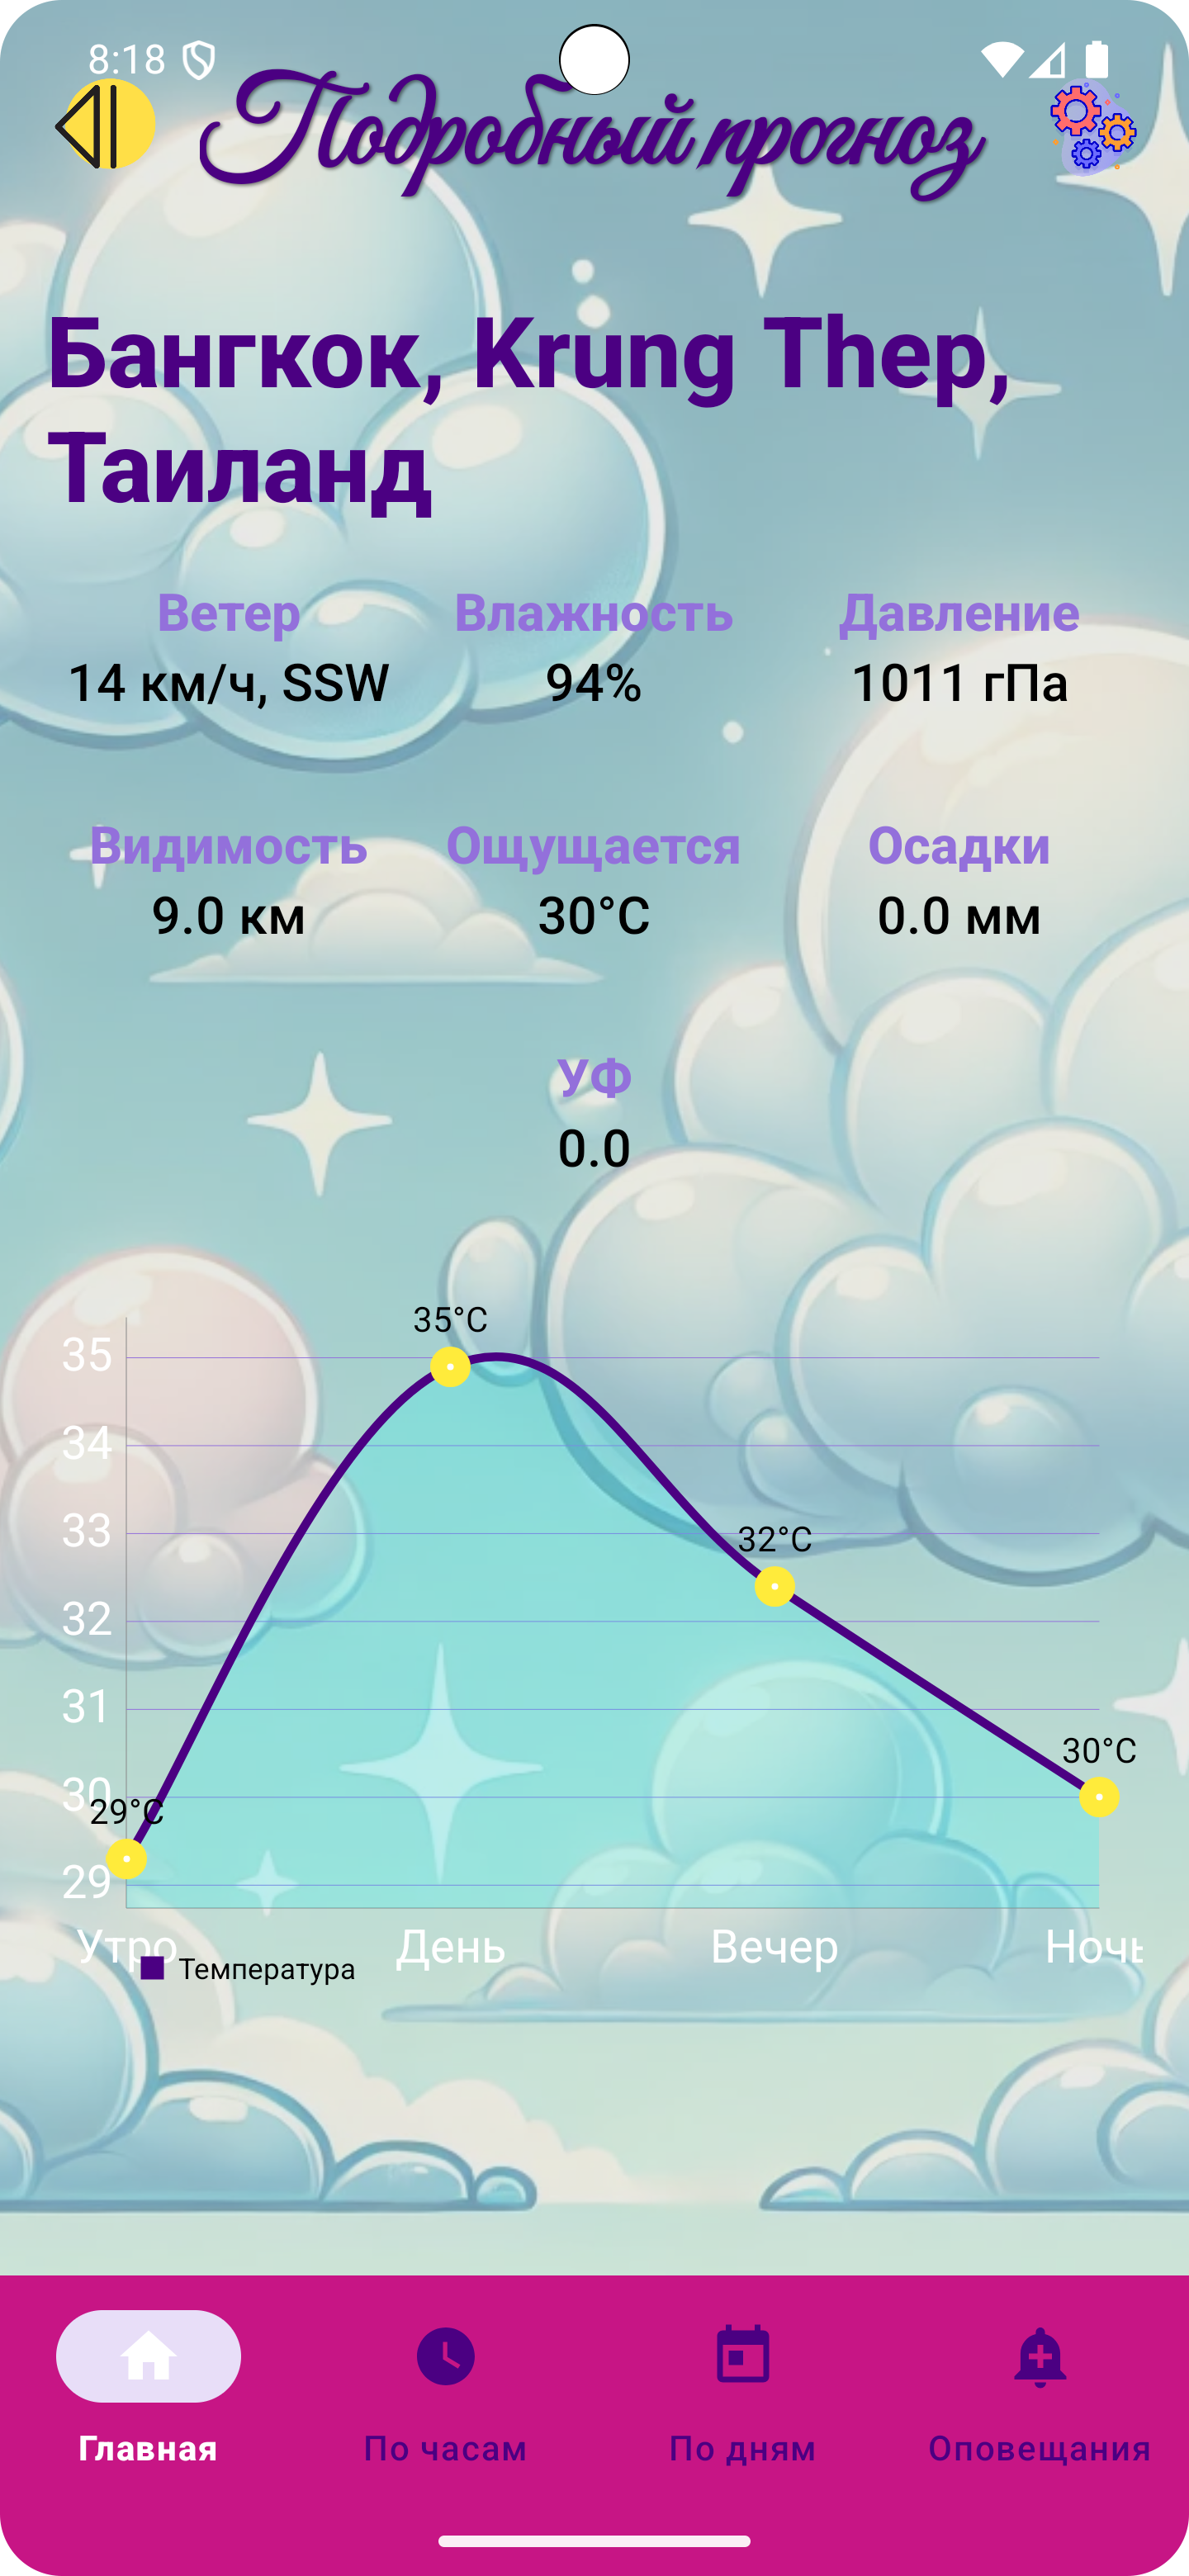 8:18
Подробный прогноз
Бангкок, Krung Thep,
Таиланд
Ветер Влажность Давление
14 км/ч, SSW 94% 1011 гПа
Видимость Ощущается Осадки
9.0 км 30°C 0.0 мм
УФ
0.0
35°C
35
34
33
32°C
32
31
30°C
30
29°C
29
Утро День Вечер Ночь
Температура
Главная По часам По дням Оповещания